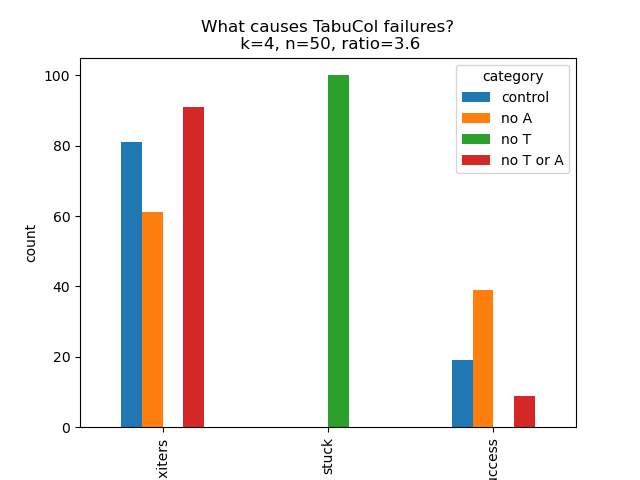 What causes TabuCol failures?
k=4, n=50, ratio=3.6
category
control
no A
no T
no T or A
100
80
60
40
20
0
count
xiters
stuck
uccess